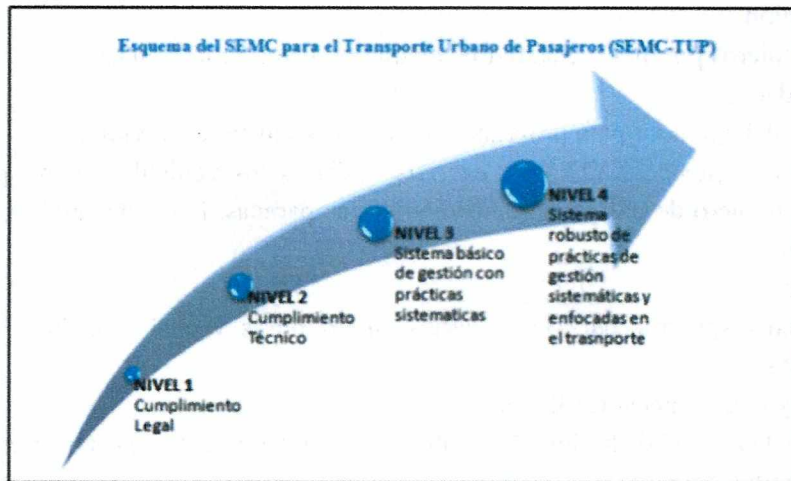 Esquema del SEMC para el Transporte Urbano de Pasajeros (SEMC-TUP)
NIVEL 1
Cumplimiento
Legal
NIVEL 2
Cumplimiento
Técnico
NIVEL 3
Sistema básico
de gestión con
prácticas
sistematicas
NIVEL 4
Sistema
robusto de
prácticas de
gestión
sistemáticas y
enfocadas en
el trasnporte